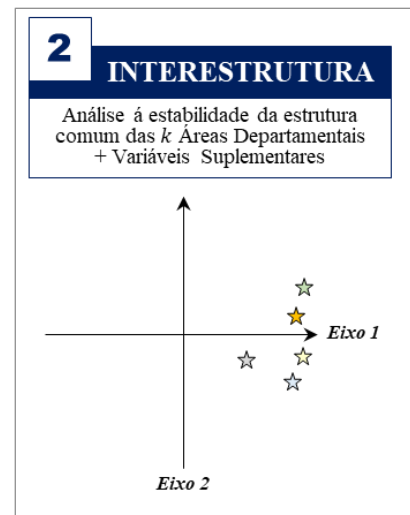 2
INTERESTRUTURA
Análise á estabilidade da estrutura
comum das k Áreas Departamentais
+ Variáveis Suplementares
Eixo 1
Eixo 2